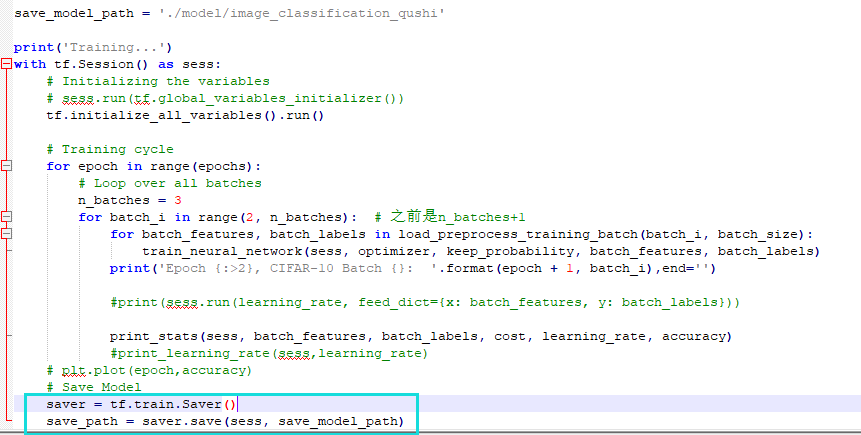 save_model_path = './model/image_classification_qushi'
print('Training...')
with tf.Session() as sess:
# Initializing the variables
# sess.run(tf.global_variables_initializer())
tf.initialize_all_variables().run()
# Training cycle
for epoch in range(epochs):
# Loop over all batches
n_batches = 3
for batch_i in range(2, n_batches):  # 之前是n_batches+1
for batch_features, batch_labels in load_preprocess_training_batch(batch_i, batch_size):
train_neural_network(sess, optimizer, keep_probability, batch_features, batch_labels)
print('Epoch {:>2}, CIFAR-10 Batch {}:  '.format(epoch + 1, batch_i),end='')
#print(sess.run(learning_rate, feed_dict={x: batch_features, y: batch_labels}))
print_stats(sess, batch_features, batch_labels, cost, learning_rate, accuracy)
#print_learning_rate(sess,learning_rate)
# plt.plot(epoch,accuracy)
# Save Model
saver = tf.train.Saver()
save_path = saver.save(sess, save_model_path)